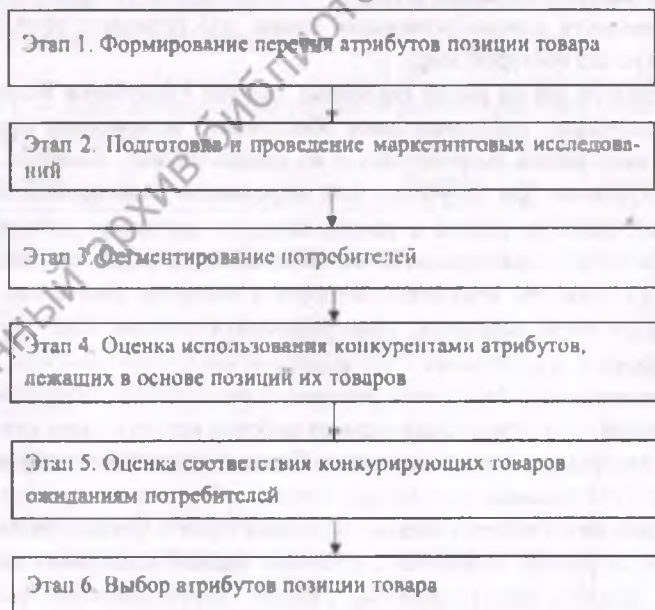 Этап 1. Формирование перечня атрибутов позиции товара
Этап 2. Подготовка и проведение маркетинговых исследова-
ний
Этап 3. Сегментирование потребителей
Этап 4. Оценка использования конкурентами атрибутов,
лежащих в основе позиций их товаров
Этап 5. Оценка соответствия конкурирующих товаров
ожиданиям потребителей
Этап 6. Выбор атрибутов позиции товара
архив библиот